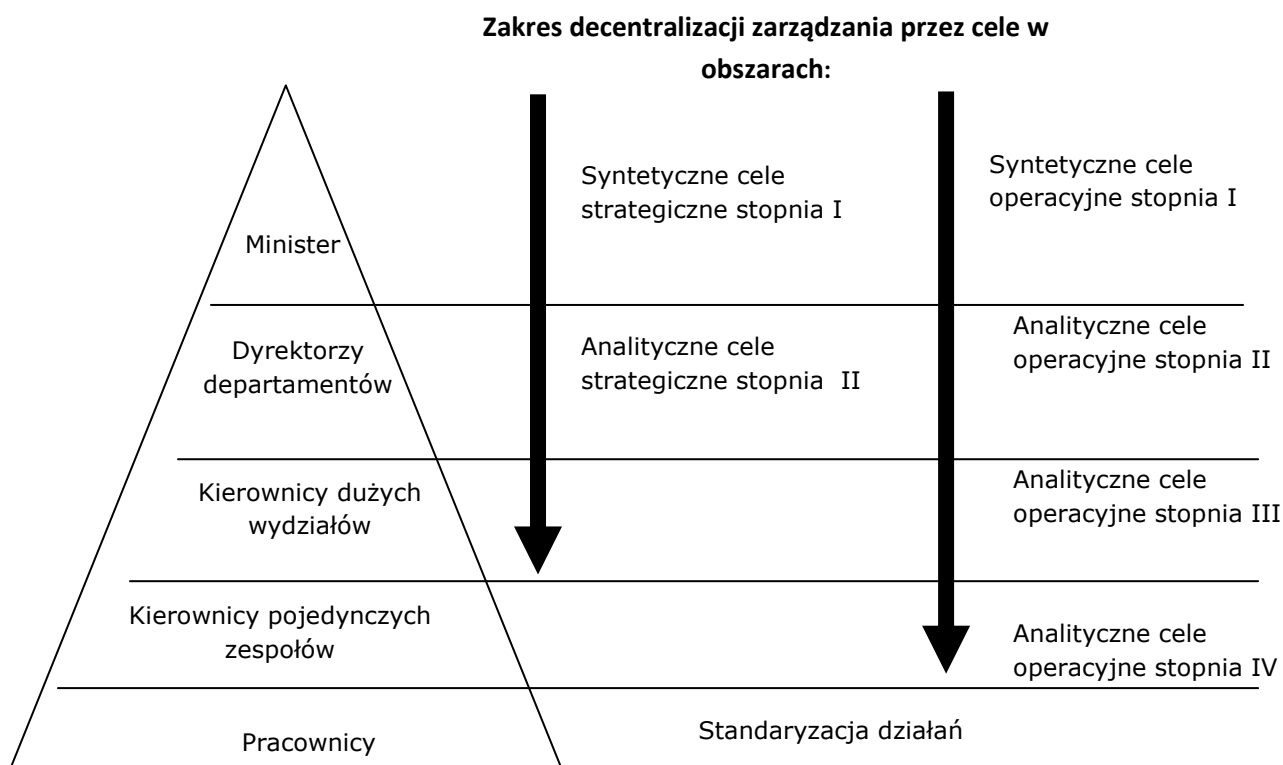 Zakres decentralizacji zarządzania przez cele w
obszarach:
Minister
Syntetyczne cele
strategiczne stopnia I
Syntetyczne cele
operacyjne stopnia I
Dyrektorzy
departamentów
Analityczne cele
strategiczne stopnia  II
Analityczne cele
operacyjne stopnia II
Kierownicy dużych
wydziałów
Analityczne cele
operacyjne stopnia III
Kierownicy pojedynczych
zespołów
Analityczne cele
operacyjne stopnia IV
Pracownicy
Standaryzacja działań